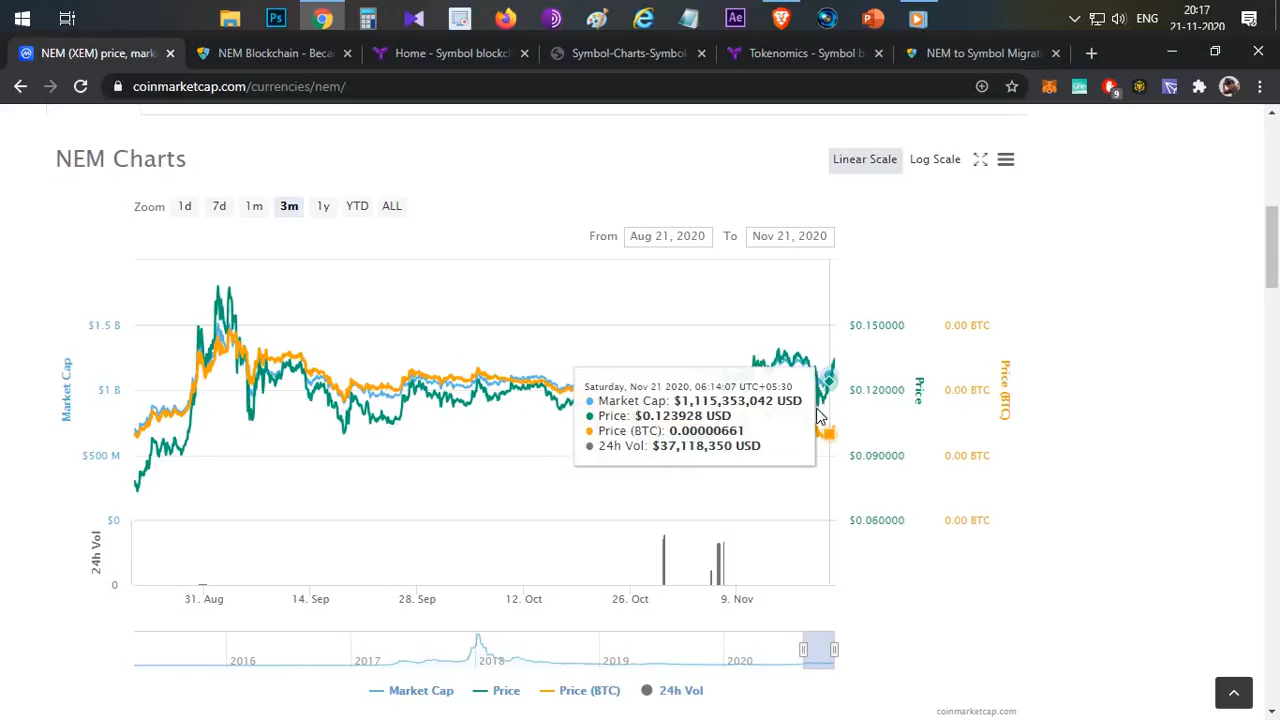 ENG
20:17
21-11-2020
NEM (XEM) price, mark
NEM Blockchain - Beca
Home - Symbol blockc
Symbol-Charts-Symbol
Tokenomics - Symbol b
NEM to Symbol Migrat
coinmarketcap.com/currencies/nem/
9
NEM Charts
Linear Scale
Log Scale
Zoom 1d 7d 1m 3m 1y YTD ALL
From Aug 21, 2020 To Nov 21, 2020
$1.5 B
$1 B
$500 M
$0
Market Cap
24h Vol
0
$0.150000
$0.120000
$0.090000
$0.060000
Price
0.00 BTC
0.00 BTC
0.00 BTC
0.00 BTC
Price (BTC)
Saturday, Nov 21 2020, 06:14:07 UTC+05:30
Market Cap: $1,115,353,042 USD
Price: $0.123928 USD
Price (BTC): 0.00000661
24h Vol: $37,118,350 USD
31. Aug
14. Sep
28. Sep
12. Oct
26. Oct
9. Nov
2016
2017
2018
2019
2020
Market Cap
Price
Price (BTC)
24h Vol
coinmarketcap.com